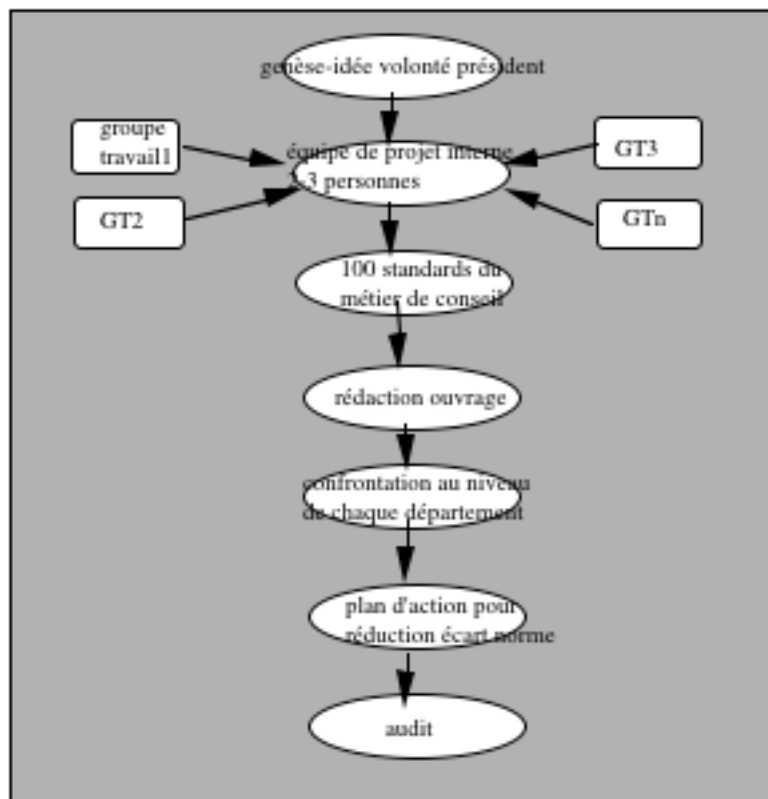 genèse-idée volonté président
groupe
travail1
équipe de projet interne
2-3 personnes
GT3
GT2
GTn
100 standards du
métier de conseil
rédaction ouvrage
confrontation au niveau
de chaque département
plan d'action pour
réduction écart norme
audit